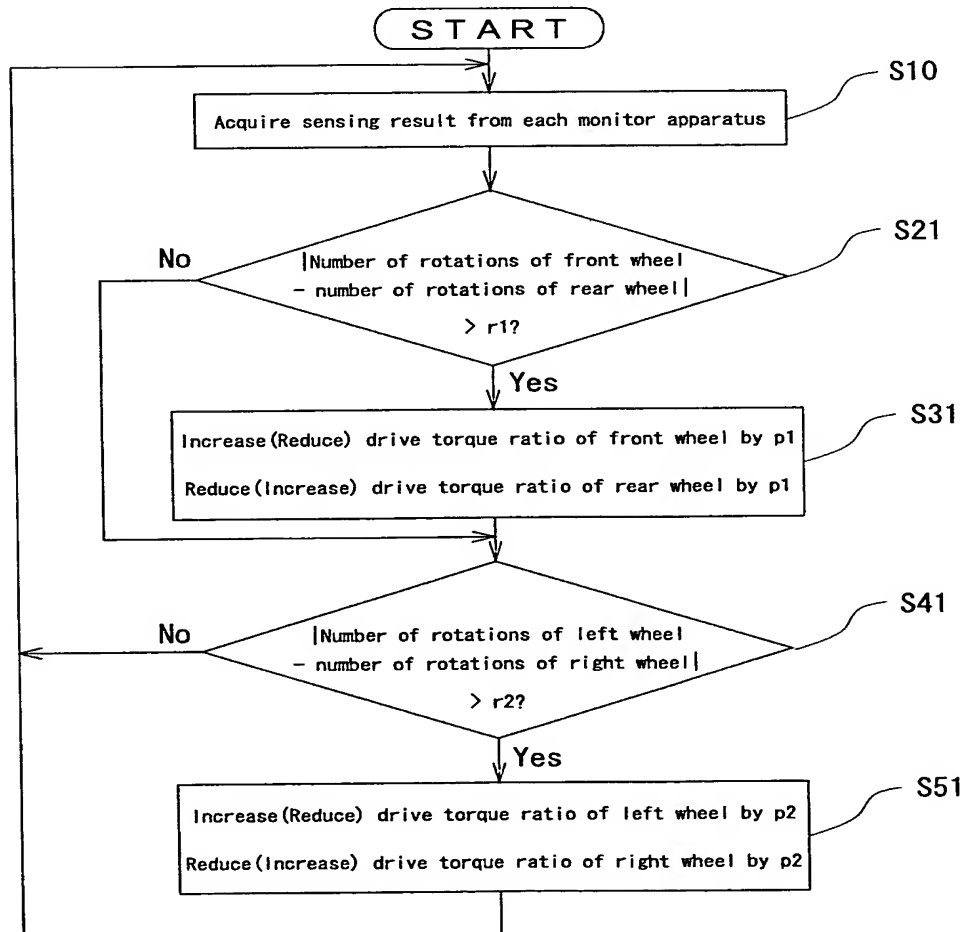 START
S10
Acquire sensing result from each monitor apparatus
S21
No
|Number of rotations of front wheel
- number of rotations of rear wheel|
> r1?
Yes
S31
Increase(Reduce) drive torque ratio of front wheel by p1
Reduce(Increase) drive torque ratio of rear wheel by p1
S41
No
|Number of rotations of left wheel
- number of rotations of right wheel|
> r2?
Yes
S51
Increase(Reduce) drive torque ratio of left wheel by p2
Reduce(Increase) drive torque ratio of right wheel by p2